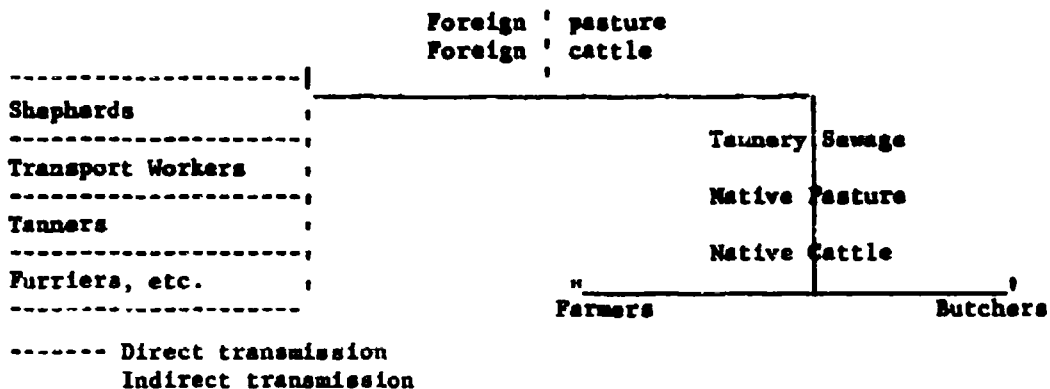 Foreign pasture
Foreign cattle
Shepherds
Transport Workers
Tanners
Furriers, etc.
Tannery Sewage
Native Pasture
Native Cattle
Farmers Butchers
Direct transmission
Indirect transmission